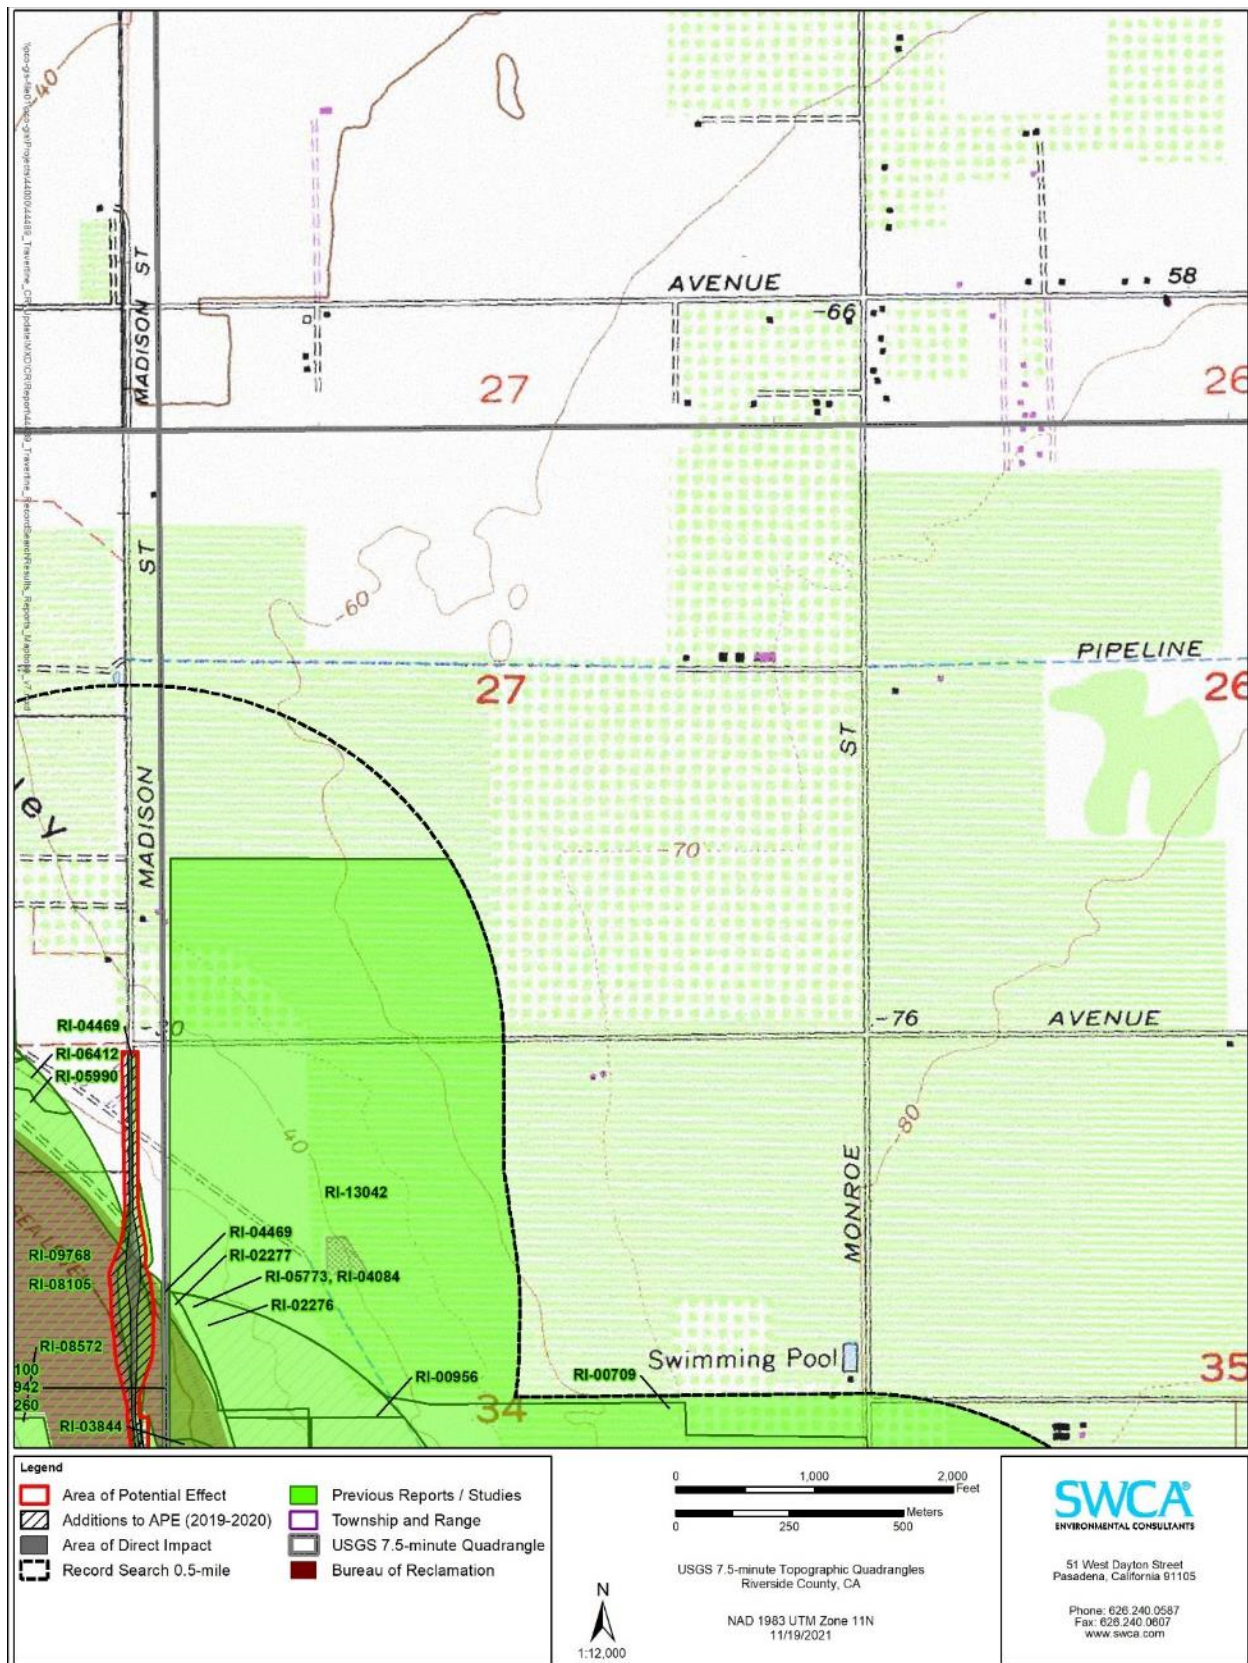 -40
MADISON ST
AVENUE
58
-66
27
26
ST
-60
PIPELINE
27
26
ley
MADISON
ST
-70
-76
AVENUE
RI-04469
RI-06412
RI-05990
-80
-40
MONROE
RI-13042
RI-04469
RI-09768
RI-02277
RI-08105
RI-05773, RI-04084
RI-02276
RI-08572
Swimming Pool
100
RI-00956
RI-00709
35
942
260
34
RI-03844
Legend
Area of Potential Effect
Additions to APE (2019-2020)
Area of Direct Impact
Record Search 0.5-mile
Previous Reports / Studies
Township and Range
USGS 7.5-minute Quadrangle
Bureau of Reclamation
0 1,000 2,000
Feet
Meters
0 250 500
USGS 7.5-minute Topographic Quadrangles
Riverside County, CA
NAD 1983 UTM Zone 11N
11/19/2021
N
1:12,000
SWCA®
ENVIRONMENTAL CONSULTANTS
51 West Dayton Street
Pasadena, California 91105
Phone: 626.240.0587
Fax: 626.240.0607
www.swca.com